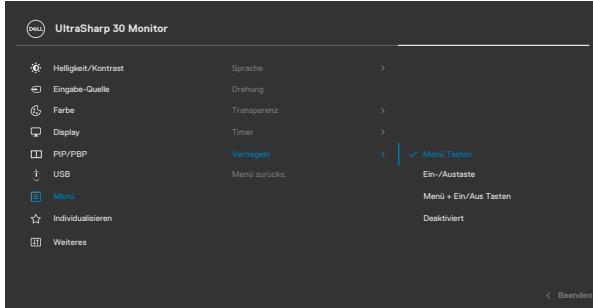 DELL UltraSharp 30 Monitor
Helligkeit/Kontrast Sprache
Eingabe-Quelle Drehung
Farbe Transparenz
Display Timer
PIP/PBP Verriegeln Menü Tasten
USB Menü zurücks. Ein-/Austaste
Menü Menü + Ein/Aus Tasten
Individualisieren Deaktiviert
Weiteres
Beenden